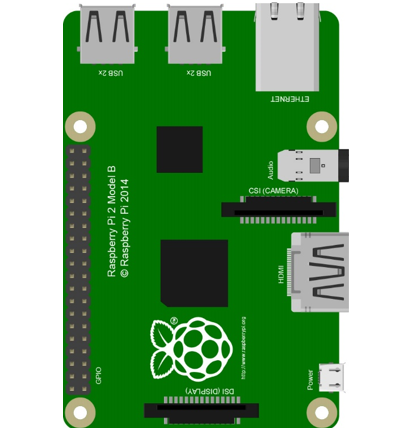 USB 2x
USB 2x
ETHERNET
Audio
CSI (CAMERA)
Raspberry Pi 2 Model B
© Raspberry Pi 2014
HDMI
®
http://www.raspberrypi.org
Power
GPIO
DSI (DISPLAY)